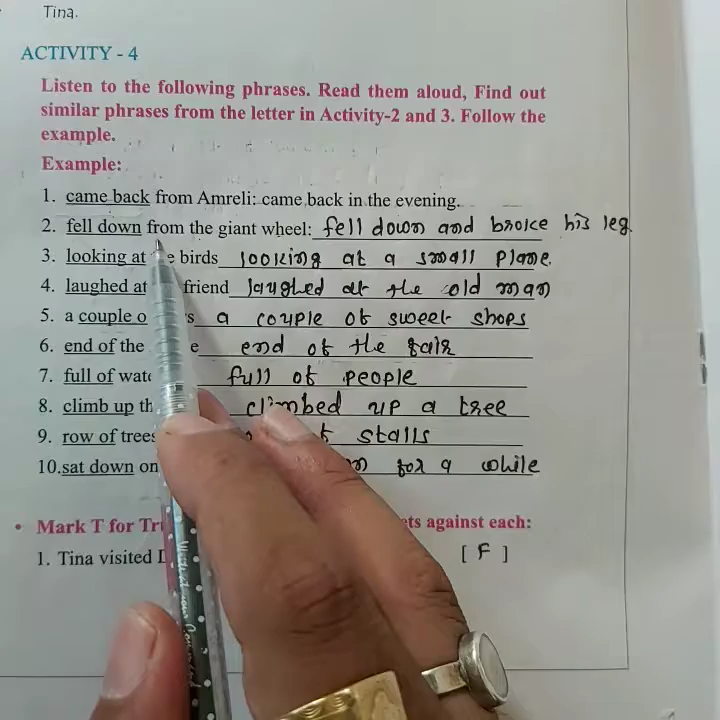 Tina.
ACTIVITY - 4
Listen to the following phrases. Read them aloud, Find out
similar phrases from the letter in Activity-2 and 3. Follow the
example.
Example:
1. came back from Amreli: came back in the evening.
2. fell down from the giant wheel: fell down and broke his leg
3. looking at birds looking at a small plane.
4. laughed at friend laughed at the old man
5. a couple a couple of sweet shops
6. end of the end of the fair
7. full of full of people
8. climb up climbed up a tree
9. row of trees stalls
10.sat down on for a while
• Mark T for against each:
1. Tina visited [ F ]